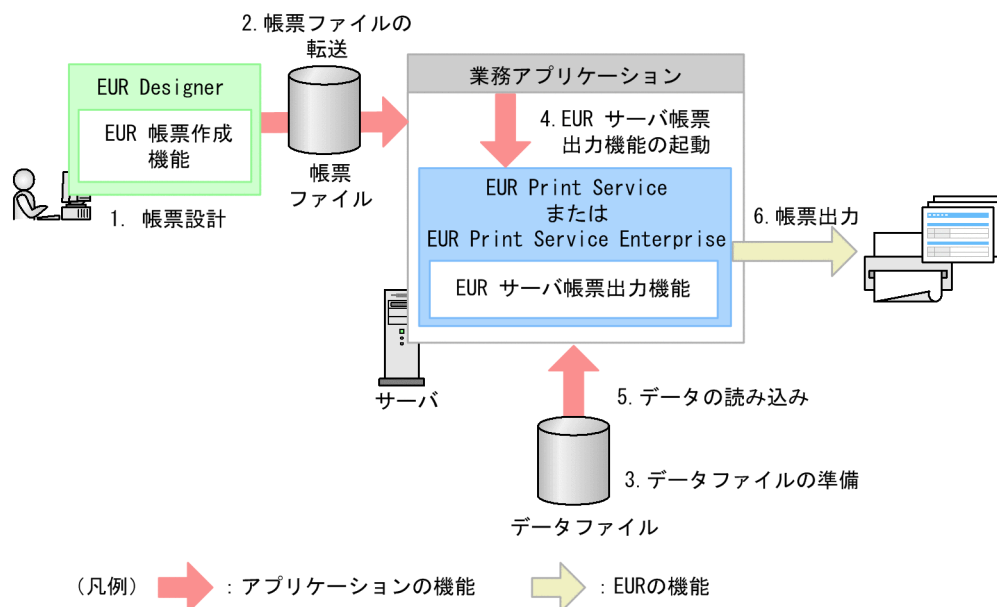 2.帳票ファイルの
転送
EUR Designer
EUR 帳票作成
機能
帳票
ファイル
1. 帳票設計
業務アプリケーション
4.EUR サーバ帳票
出力機能の起動
EUR Print Service
または
EUR Print Service Enterprise
EUR サーバ帳票出力機能
6.帳票出力
サーバ
5.データの読み込み
3.データファイルの準備
データファイル
(凡例)
:アプリケーションの機能
:EURの機能